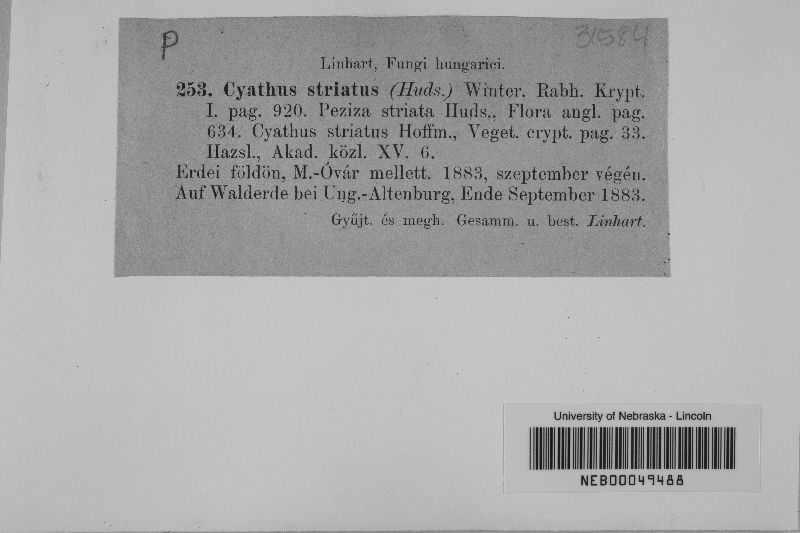 P
31384
Linhart, Fungi hungarici.
253. Cyathus striatus (Huds.) Winter. Rabh. Krypt.
I. pag. 920. Peziza striata Huds., Flora angl. pag.
634. Cyathus striatus Hoffm., Veget. crypt. pag. 33.
Hazsl., Akad. közl. XV. 6.
Erdei földön, M.-Óvár mellett. 1883, szeptember végén.
Auf Walderde bei Ung.-Altenburg, Ende September 1883.
Gyűjt. és megh. Gesamm. u. best. Linhart.
University of Nebraska - Lincoln
NEB00049488